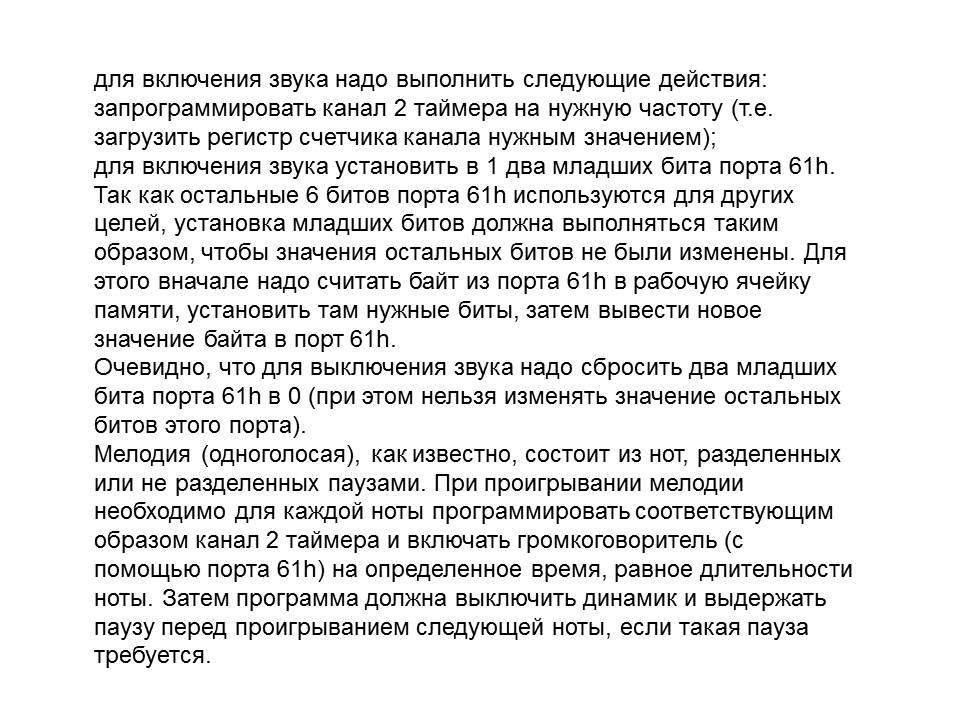 для включения звука надо выполнить следующие действия:
запрограммировать канал 2 таймера на нужную частоту (т.е.
загрузить регистр счетчика канала нужным значением);
для включения звука установить в 1 два младших бита порта 61h.
Так как остальные 6 битов порта 61h используются для других
целей, установка младших битов должна выполняться таким
образом, чтобы значения остальных битов не были изменены. Для
этого вначале надо считать байт из порта 61h в рабочую ячейку
памяти, установить там нужные биты, затем вывести новое
значение байта в порт 61h.
Очевидно, что для выключения звука надо сбросить два младших
бита порта 61h в 0 (при этом нельзя изменять значение остальных
битов этого порта).
Мелодия (одноголосая), как известно, состоит из нот, разделенных
или не разделенных паузами. При проигрывании мелодии
необходимо для каждой ноты программировать соответствующим
образом канал 2 таймера и включать громкоговоритель (с
помощью порта 61h) на определенное время, равное длительности
ноты. Затем программа должна выключить динамик и выдержать
паузу перед проигрыванием следующей ноты, если такая пауза
требуется.